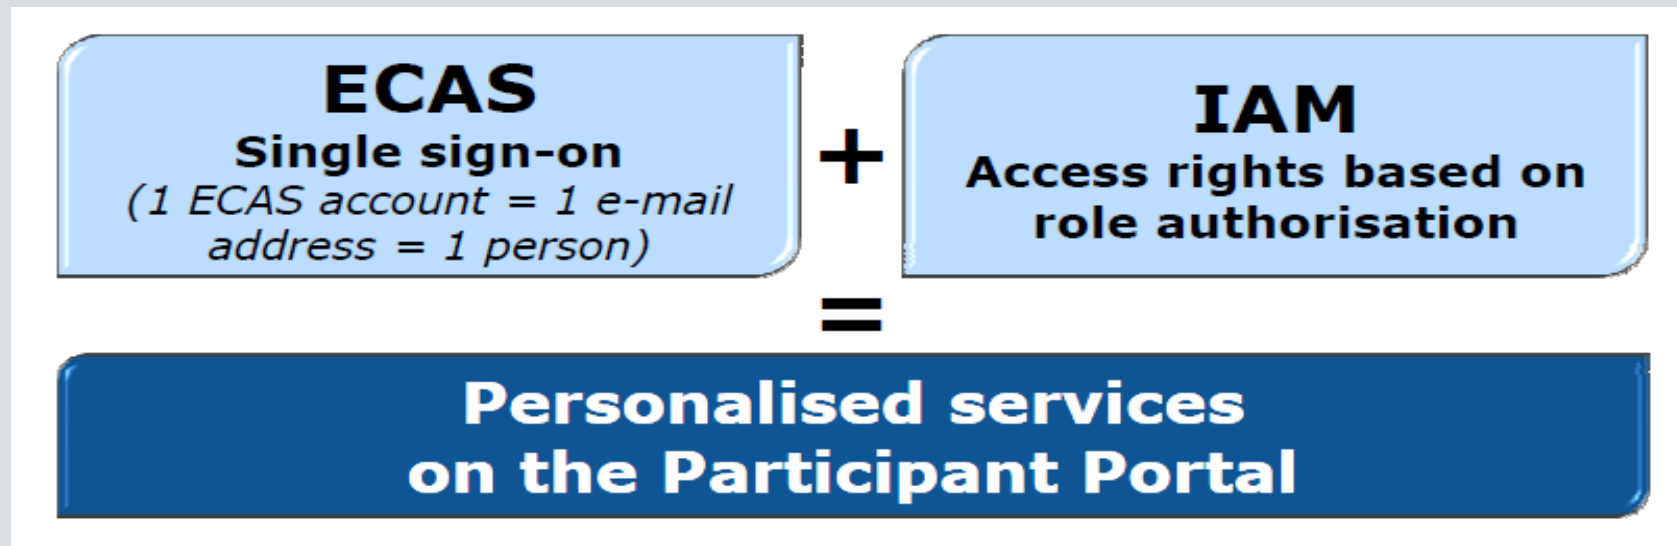 ECAS
Single sign-on
(1 ECAS account = 1 e-mail
address = 1 person)
+
IAM
Access rights based on
role authorisation
=
Personalised services
on the Participant Portal